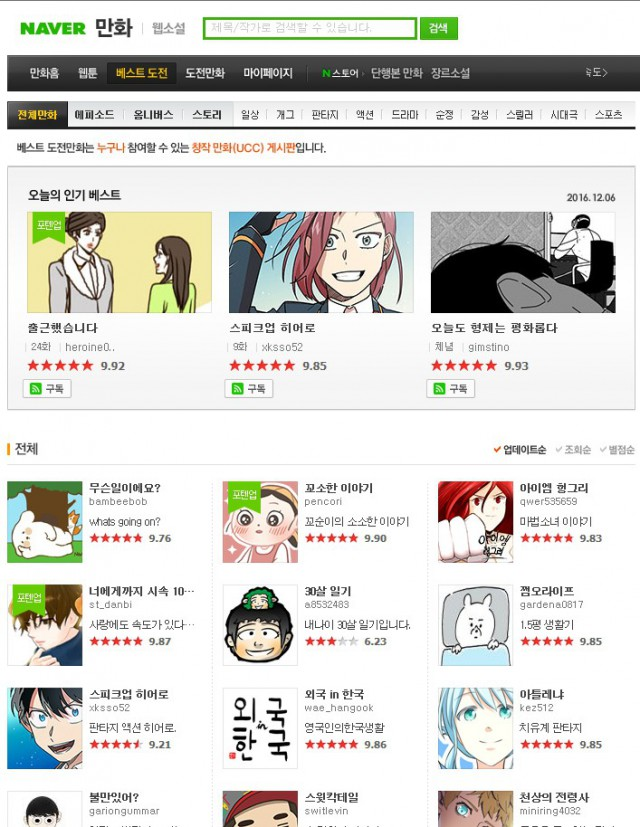 NAVER 만화 웹소설 제목/작가로 검색할 수 있습니다. 검색
만화홈 웹툰 베스트 도전 도전만화 마이페이지 N스토어 단행본 만화 장르소설
전체만화 에피소드 옴니버스 스토리 일상 개그 판타지 액션 드라마 순정 감성 스릴러 시대극 스포츠
베스트 도전만화는 누구나 참여할 수 있는 창작 만화(UCC) 게시판입니다.
오늘의 인기 베스트 2016.12.06
포텐업
출근했습니다 스피크업 히어로 오늘도 형제는 평화롭다
24화 heroine0.. 9화 xksso52 체념 gimstino
9.92 9.85 9.93
구독 구독 구독
전체 업데이트순 조회순 별점순
무슨일이에요? 포텐업 꼬소한 이야기 아이엠 헝그리
bambeebob pencori qwer535659
whats going on? 꼬순이의 소소한 이야기 마법소녀 이야기
9.76 9.90 아이엠 헝그리 9.83
포텐업 너에게까지 시속 10… 30살 일기 쩜오라이프
st_danbi a8532483 gardena0817
사랑에도 속도가 있다… 내나이 30살 일기입니다. 1.5평 생활기
9.87 6.23 9.85
스피크업 히어로 외국 in 한국 아틀레냐
xksso52 wae_hangook kez512
판타지 액션 히어로. 외국 in 한국 영국인의한국생활 치유계 판타지
9.21 9.86 9.85
불만있어? 스윗칵테일 천상의 전령사
gariongummar switlevin miniring4032